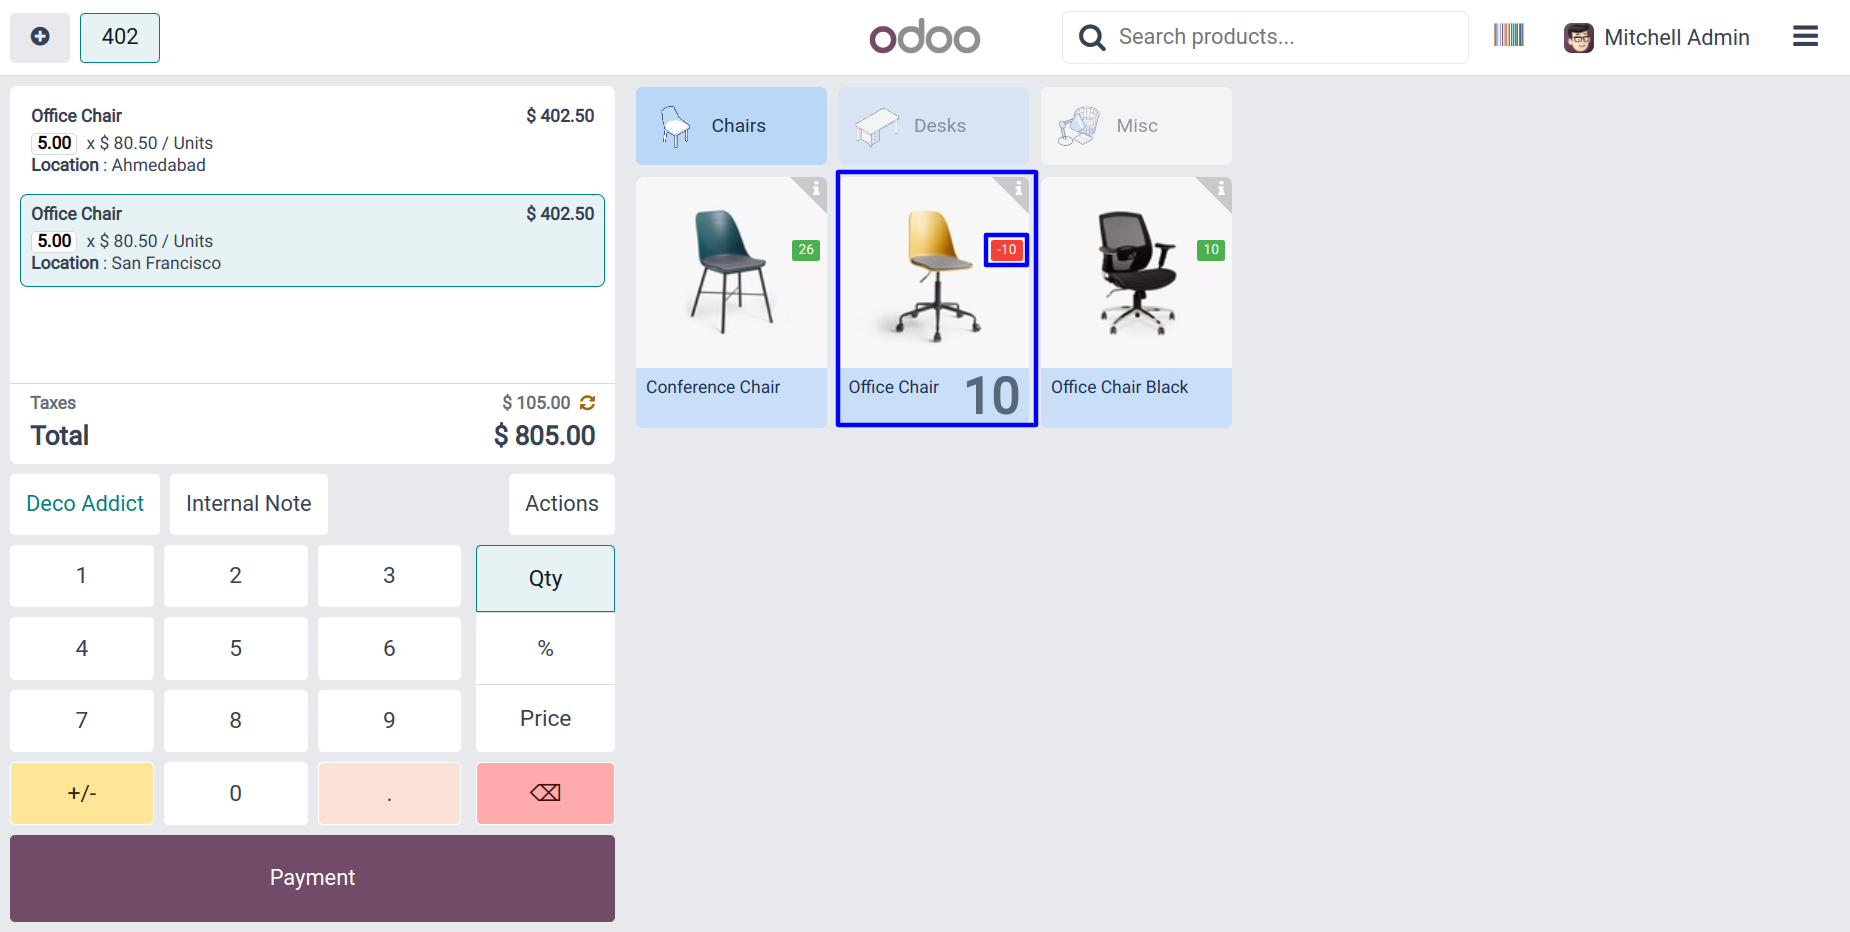 402
odoo
Search products...
Mitchell Admin
Office Chair $ 402.50
5.00 x $ 80.50 / Units
Location : Ahmedabad
Office Chair $ 402.50
5.00 x $ 80.50 / Units
Location : San Francisco
Taxes $ 105.00
Total $ 805.00
Deco Addict Internal Note Actions
1 2 3 Qty
4 5 6 %
7 8 9 Price
+/- 0 .
Payment
Chairs Desks Misc
26 -10 10
Conference Chair
Office Chair 10
Office Chair Black